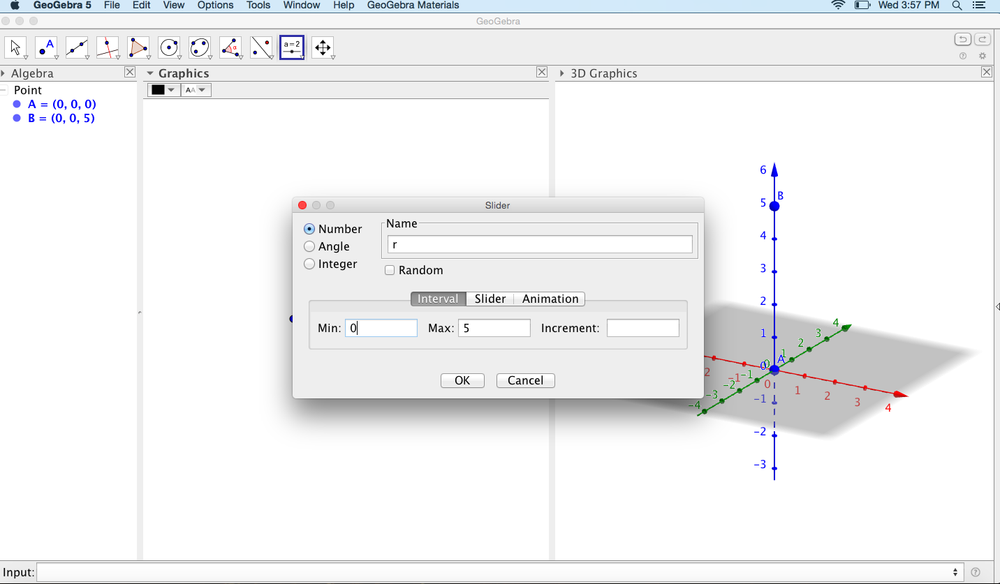 GeoGebra 5 File Edit View Options Tools Window Help GeoGebra Materials Wed 3:57 PM
GeoGebra
A α a=2
Algebra Graphics 3D Graphics
Point
A = (0, 0, 0)
B = (0, 0, 5)
AA
Slider
Number
Angle
Integer
Name
r
Random
Interval Slider Animation
Min: 0 Max: 5 Increment:
OK Cancel
6
B
5
4
3
2
1
0
A
-1
-2
-3
-4 -3 -2 -1 0 1 2 3 4
2 -1 0 1 2 3 4
Input: